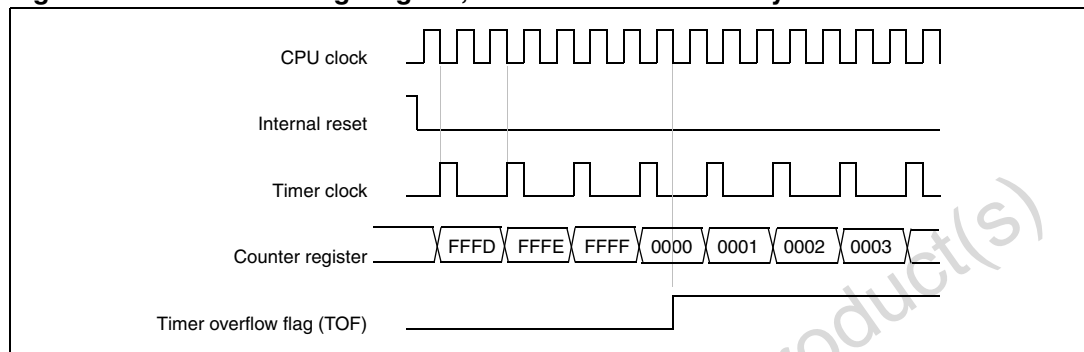 CPU clock
Internal reset
Timer clock
Counter register FFFD FFFE FFFF 0000 0001 0002 0003
Timer overflow flag (TOF)